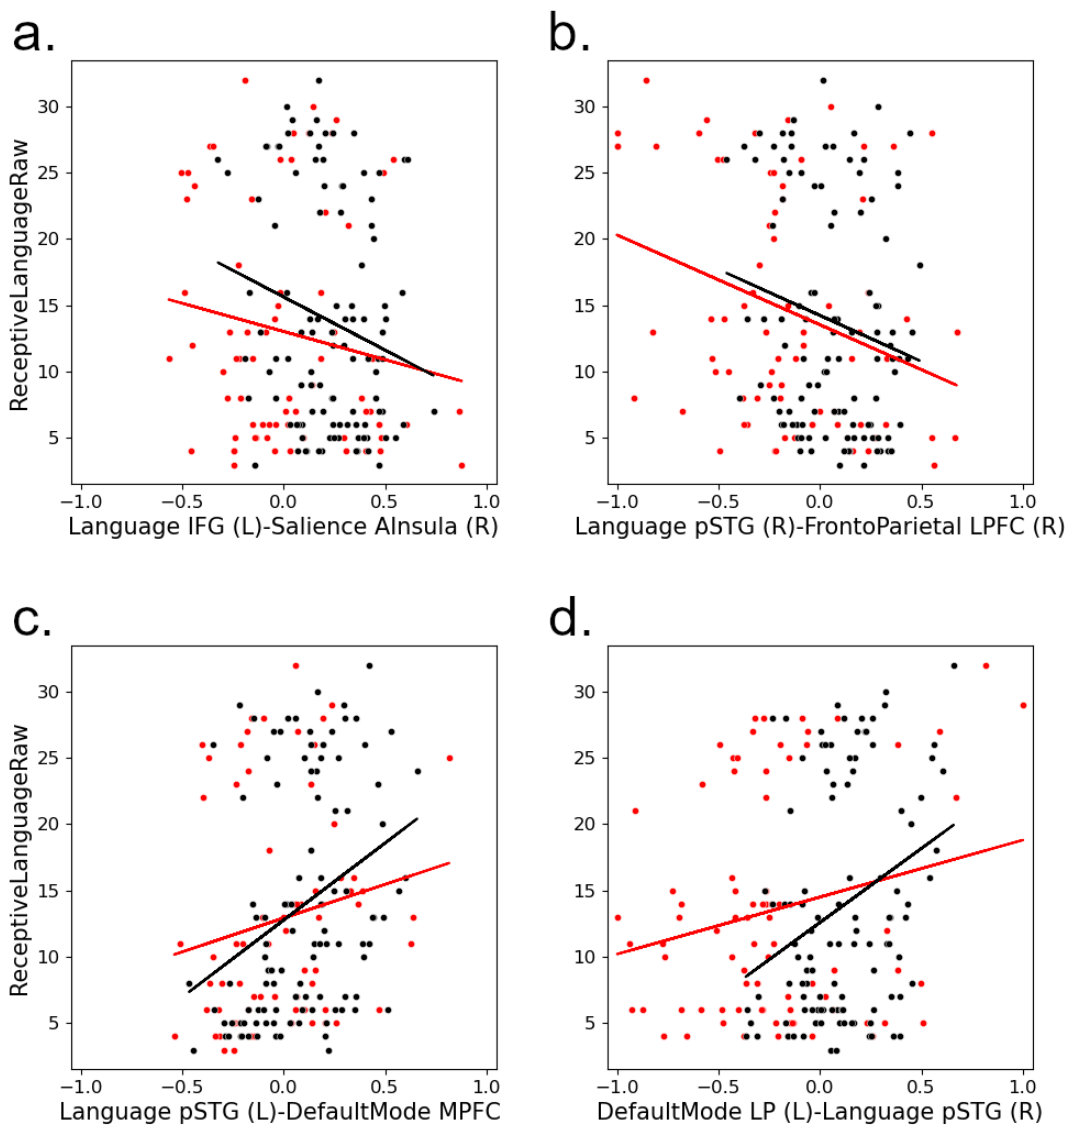 a.
b.
ReceptiveLanguageRaw
30
25
20
15
10
5
−1.0 −0.5 0.0 0.5 1.0
Language IFG (L)-Salience AInsula (R)
30
25
20
15
10
5
−1.0 −0.5 0.0 0.5 1.0
Language pSTG (R)-FrontoParietal LPFC (R)
c.
d.
ReceptiveLanguageRaw
30
25
20
15
10
5
−1.0 −0.5 0.0 0.5 1.0
Language pSTG (L)-DefaultMode MPFC
30
25
20
15
10
5
−1.0 −0.5 0.0 0.5 1.0
DefaultMode LP (L)-Language pSTG (R)